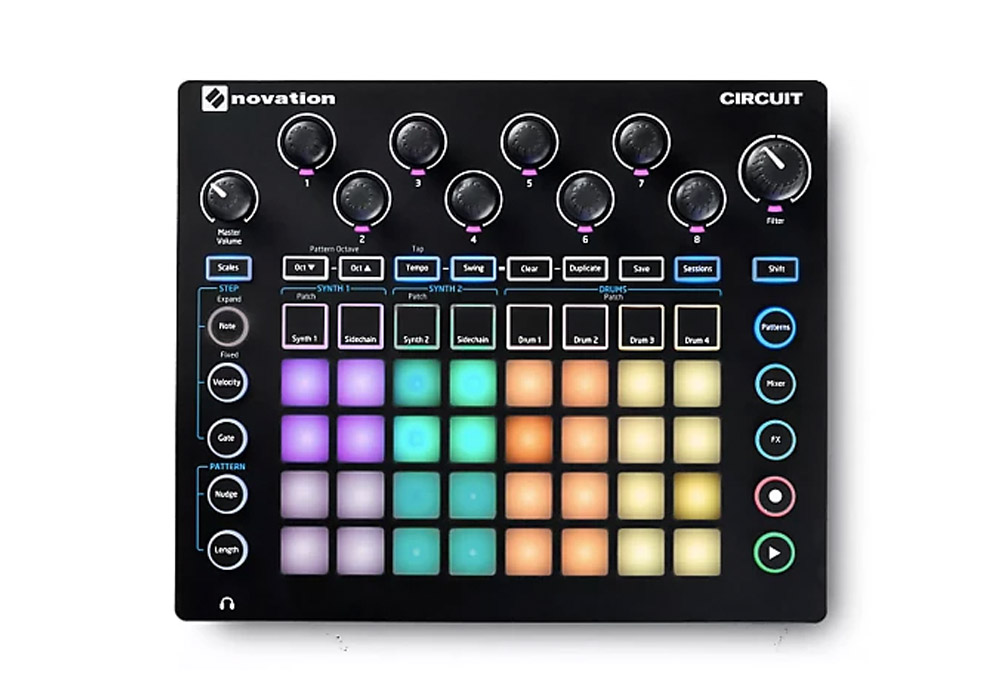 novation
CIRCUIT
1
3
5
7
2
4
6
8
Master
Volume
Filter
Pattern Octave
Tap
Scales
Oct ▼
Oct ▲
Tempo
Swing
Clear
Duplicate
Save
Sessions
Shift
STEP
SYNTH 1
SYNTH 2
DRUMS
Expand
Patch
Patch
Patch
Note
Synth 1
Sidechain
Synth 2
Sidechain
Drum 1
Drum 2
Drum 3
Drum 4
Patterns
Fixed
Velocity
Mixer
Gate
FX
PATTERN
Nudge
Length